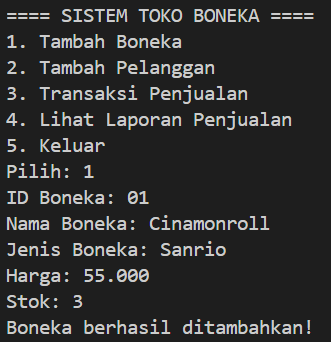 ==== SISTEM TOKO BONEKA ====
1. Tambah Boneka
2. Tambah Pelanggan
3. Transaksi Penjualan
4. Lihat Laporan Penjualan
5. Keluar
Pilih: 1
ID Boneka: 01
Nama Boneka: Cinamonroll
Jenis Boneka: Sanrio
Harga: 55.000
Stok: 3
Boneka berhasil ditambahkan!